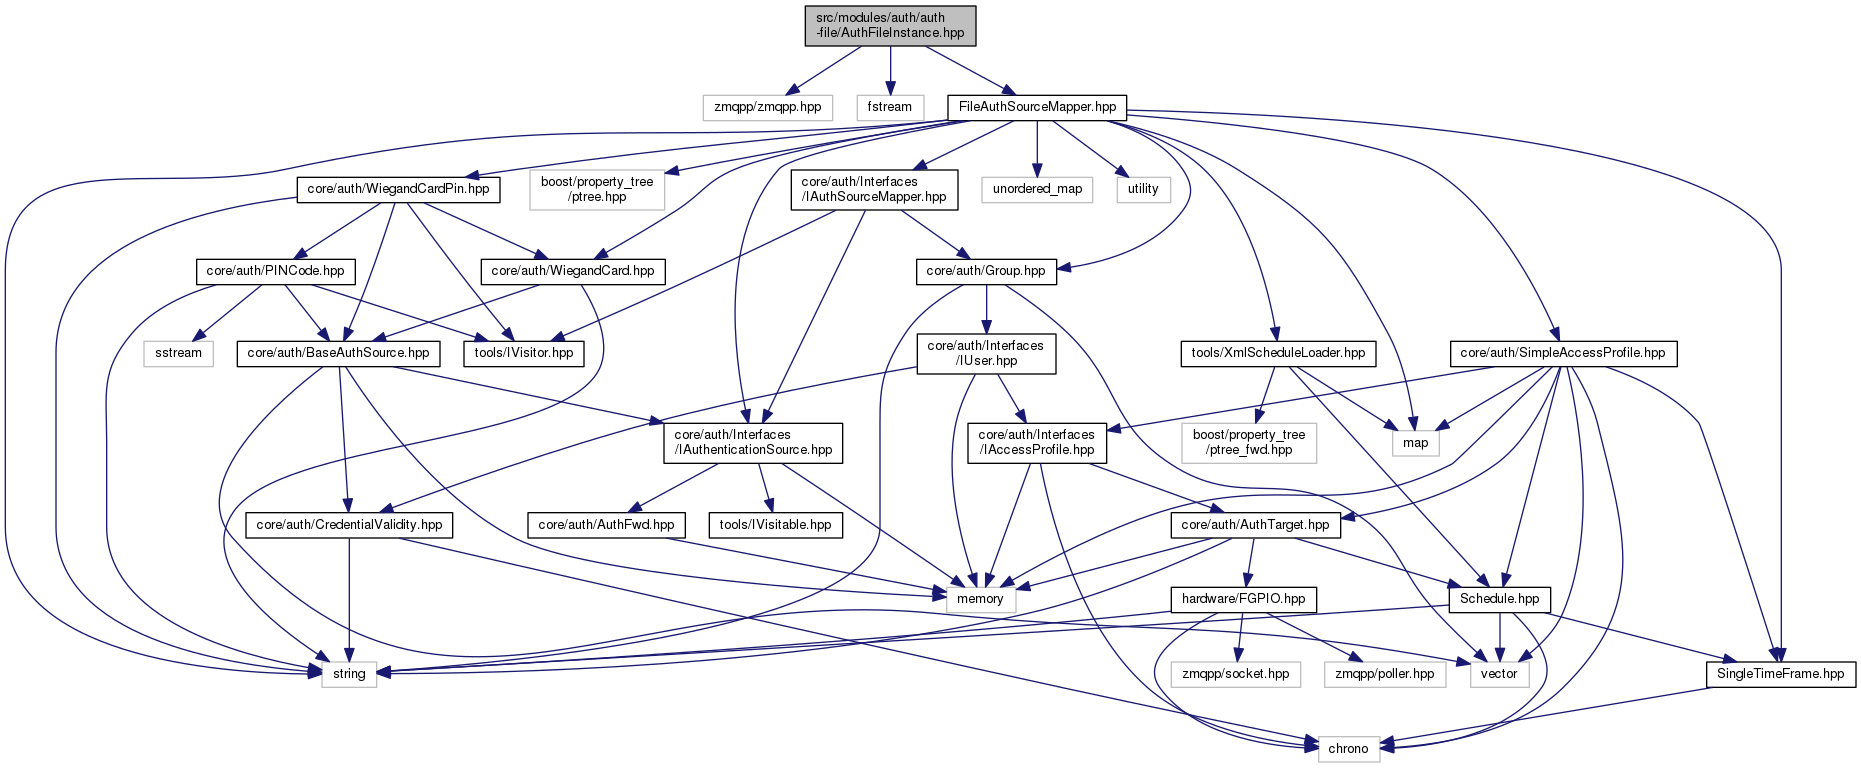 src/modules/auth/auth
-file/AuthFileInstance.hpp
zmqpp/zmqpp.hpp
fstream
FileAuthSourceMapper.hpp
core/auth/WiegandCardPin.hpp
boost/property_tree
/ptree.hpp
core/auth/Interfaces
/IAuthSourceMapper.hpp
unordered_map
utility
core/auth/PINCode.hpp
core/auth/WiegandCard.hpp
core/auth/Group.hpp
sstream
core/auth/BaseAuthSource.hpp
tools/IVisitor.hpp
core/auth/Interfaces
/IUser.hpp
tools/XmlScheduleLoader.hpp
core/auth/SimpleAccessProfile.hpp
core/auth/Interfaces
/IAuthenticationSource.hpp
core/auth/Interfaces
/IAccessProfile.hpp
boost/property_tree
/ptree_fwd.hpp
map
core/auth/CredentialValidity.hpp
core/auth/AuthFwd.hpp
tools/IVisitable.hpp
core/auth/AuthTarget.hpp
memory
hardware/FGPIO.hpp
Schedule.hpp
string
zmqpp/socket.hpp
zmqpp/poller.hpp
vector
SingleTimeFrame.hpp
chrono